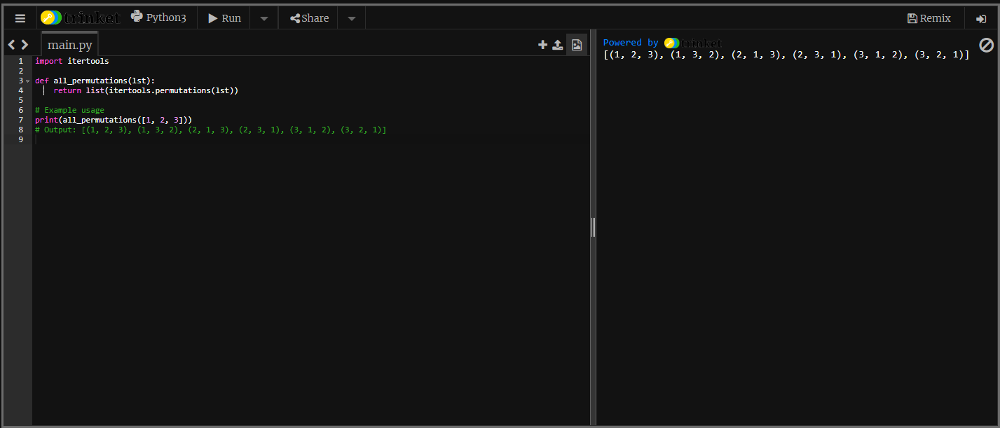 trinket Python3 Run Share Remix
main.py
1 import itertools
2
3 def all_permutations(lst):
4     return list(itertools.permutations(lst))
5
6 # Example usage
7 print(all_permutations([1, 2, 3]))
8 # Output: [(1, 2, 3), (1, 3, 2), (2, 1, 3), (2, 3, 1), (3, 1, 2), (3, 2, 1)]
9
Powered by trinket
[(1, 2, 3), (1, 3, 2), (2, 1, 3), (2, 3, 1), (3, 1, 2), (3, 2, 1)]